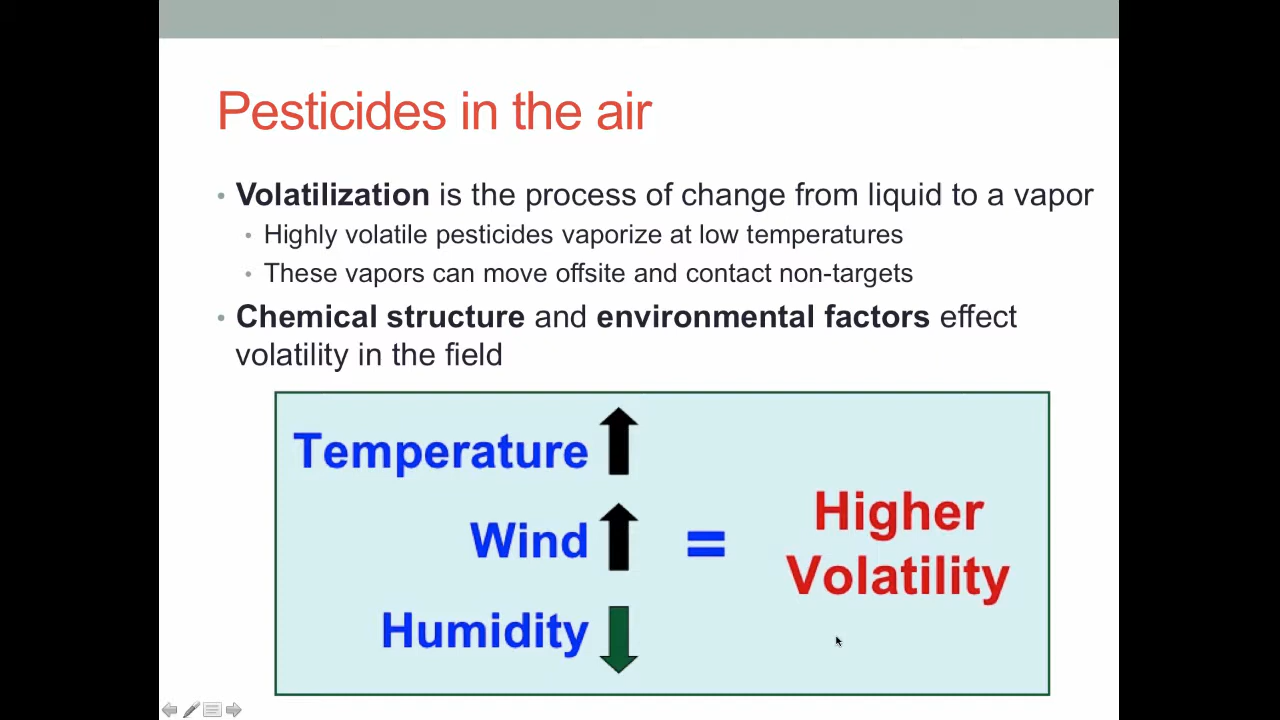 Pesticides in the air
• Volatilization is the process of change from liquid to a vapor
• Highly volatile pesticides vaporize at low temperatures
• These vapors can move offsite and contact non-targets
• Chemical structure and environmental factors effect
volatility in the field
Temperature
Wind
Humidity
=
Higher
Volatility